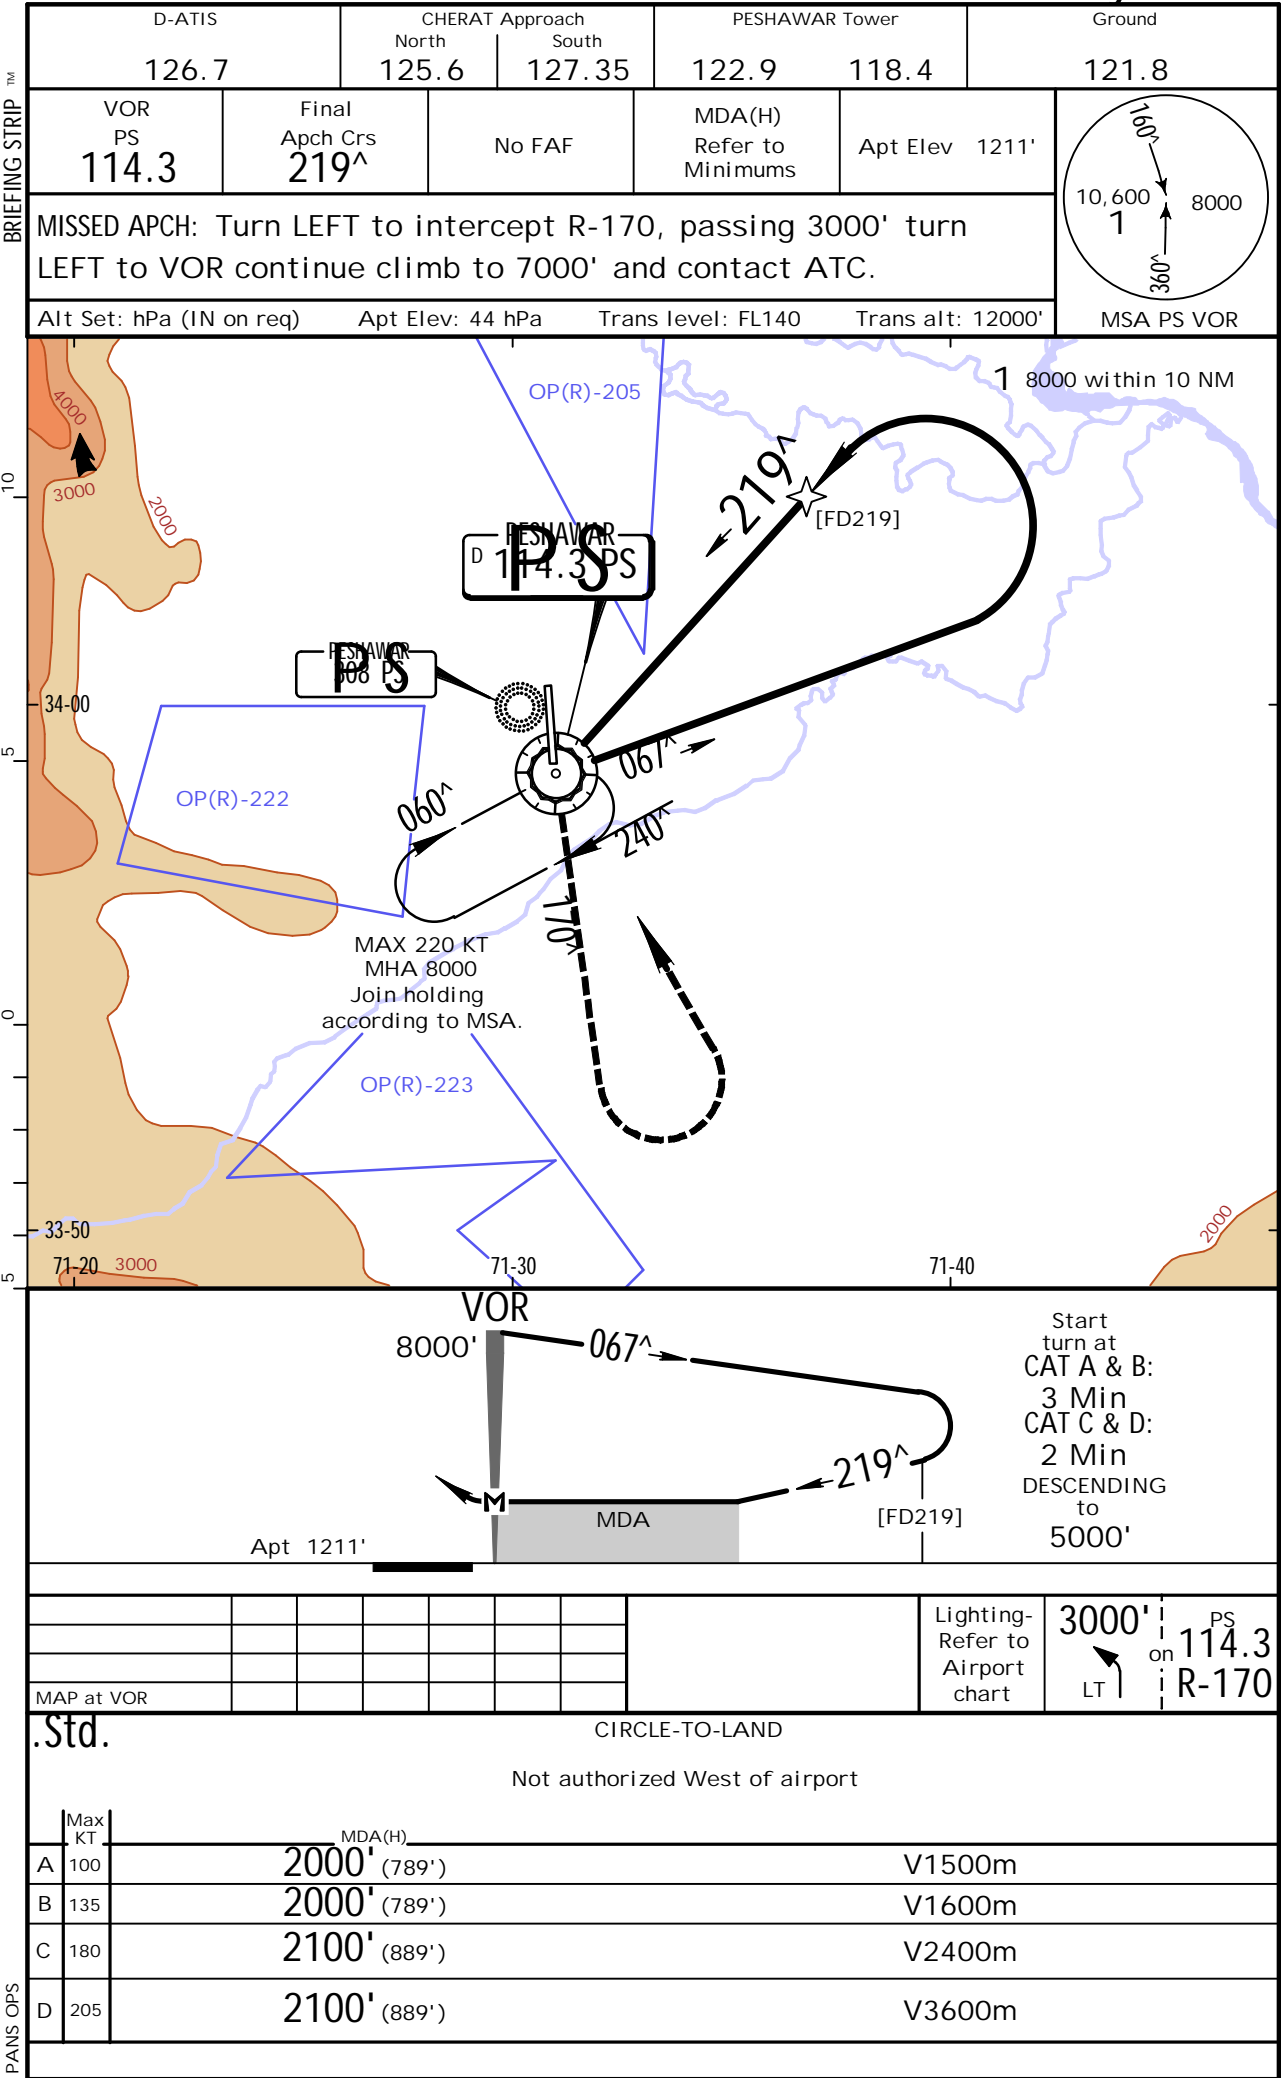 D-ATIS
126.7
CHERAT Approach
North South
125.6 127.35
PESHAWAR Tower
122.9 118.4
Ground
121.8
BRIEFING STRIP TM
VOR
PS
114.3
Final
Apch Crs
219^
No FAF
MDA(H)
Refer to
Minimums
Apt Elev 1211'
MISSED APCH: Turn LEFT to intercept R-170, passing 3000' turn
LEFT to VOR continue climb to 7000' and contact ATC.
Alt Set: hPa (IN on req) Apt Elev: 44 hPa Trans level: FL140 Trans alt: 12000'
160^
10,600
1
8000
360^
MSA PS VOR
1 8000 within 10 NM
OP(R)-205
4000
3000
2000
10
219^
[FD219]
PESHAWAR
D 114.3 PS
P S
PESHAWAR
308 PS
P S
34-00
5
067^
OP(R)-222
060^
240^
170^
MAX 220 KT
MHA 8000
Join holding
according to MSA.
0
OP(R)-223
33-50
2000
5
71-20
3000
71-30
71-40
VOR
8000'
067^
219^
[FD219]
MDA
Apt 1211'
Start
turn at
CAT A & B:
3 Min
CAT C & D:
2 Min
DESCENDING
to
5000'
MAP at VOR
Lighting-
Refer to
Airport
chart
3000'
LT
on
PS
114.3
R-170
.Std.
CIRCLE-TO-LAND
Not authorized West of airport
Max
KT
MDA(H)
A 100 2000' (789') V1500m
B 135 2000' (789') V1600m
C 180 2100' (889') V2400m
D 205 2100' (889') V3600m
PANS OPS